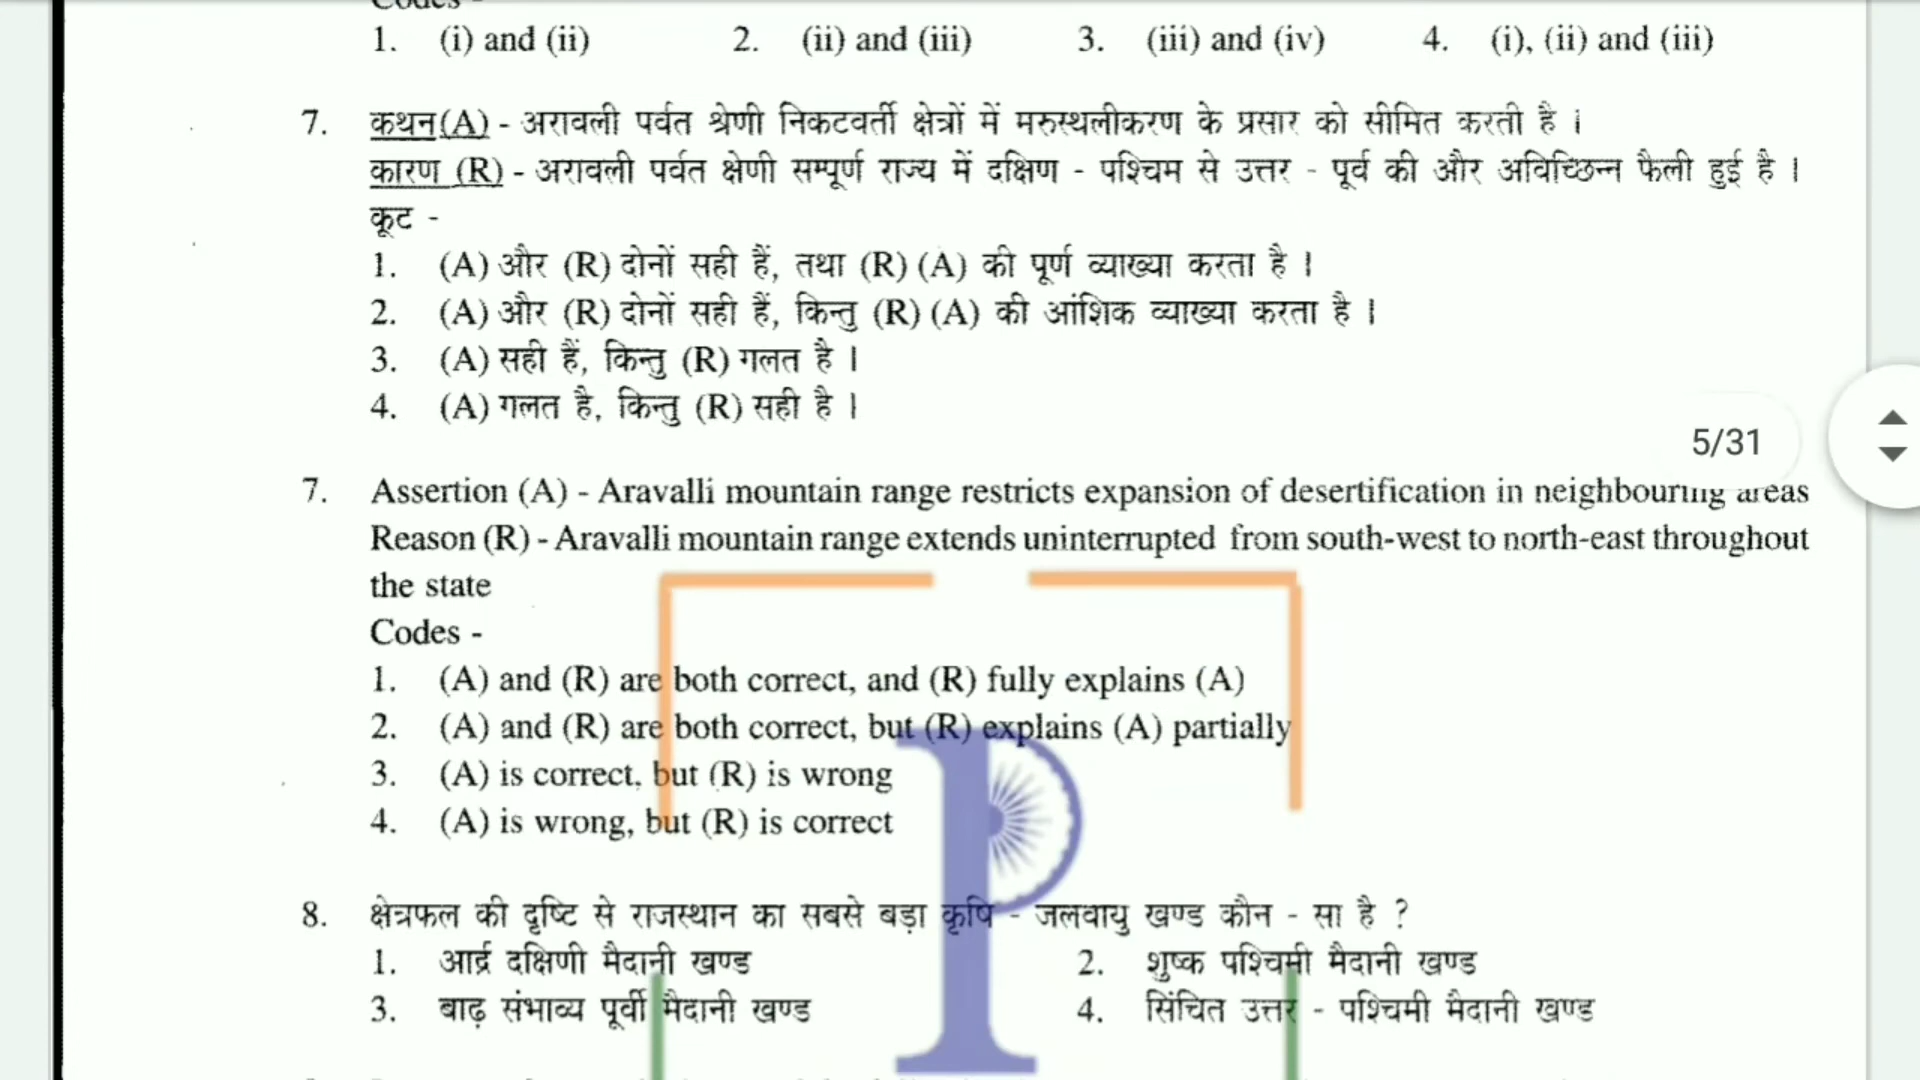 Codes -
1. (i) and (ii) 2. (ii) and (iii) 3. (iii) and (iv) 4. (i), (ii) and (iii)
7. कथन(A) - अरावली पर्वत श्रेणी निकटवर्ती क्षेत्रों में मरुस्थलीकरण के प्रसार को सीमित करती है ।
कारण (R) - अरावली पर्वत क्षेणी सम्पूर्ण राज्य में दक्षिण - पश्चिम से उत्तर - पूर्व की और अविच्छिन्न फैली हुई है ।
कूट -
1. (A) और (R) दोनों सही हैं, तथा (R) (A) की पूर्ण व्याख्या करता है ।
2. (A) और (R) दोनों सही हैं, किन्तु (R) (A) की आंशिक व्याख्या करता है ।
3. (A) सही हैं, किन्तु (R) गलत है ।
4. (A) गलत है, किन्तु (R) सही है ।
5/31
7. Assertion (A) - Aravalli mountain range restricts expansion of desertification in neighbouring areas
Reason (R) - Aravalli mountain range extends uninterrupted from south-west to north-east throughout
the state
Codes -
1. (A) and (R) are both correct, and (R) fully explains (A)
2. (A) and (R) are both correct, but (R) explains (A) partially
3. (A) is correct, but (R) is wrong
4. (A) is wrong, but (R) is correct
8. क्षेत्रफल की दृष्टि से राजस्थान का सबसे बड़ा कृषि - जलवायु खण्ड कौन - सा है ?
1. आर्द्र दक्षिणी मैदानी खण्ड 2. शुष्क पश्चिमी मैदानी खण्ड
3. बाढ़ संभाव्य पूर्वी मैदानी खण्ड 4. सिंचित उत्तर - पश्चिमी मैदानी खण्ड
P